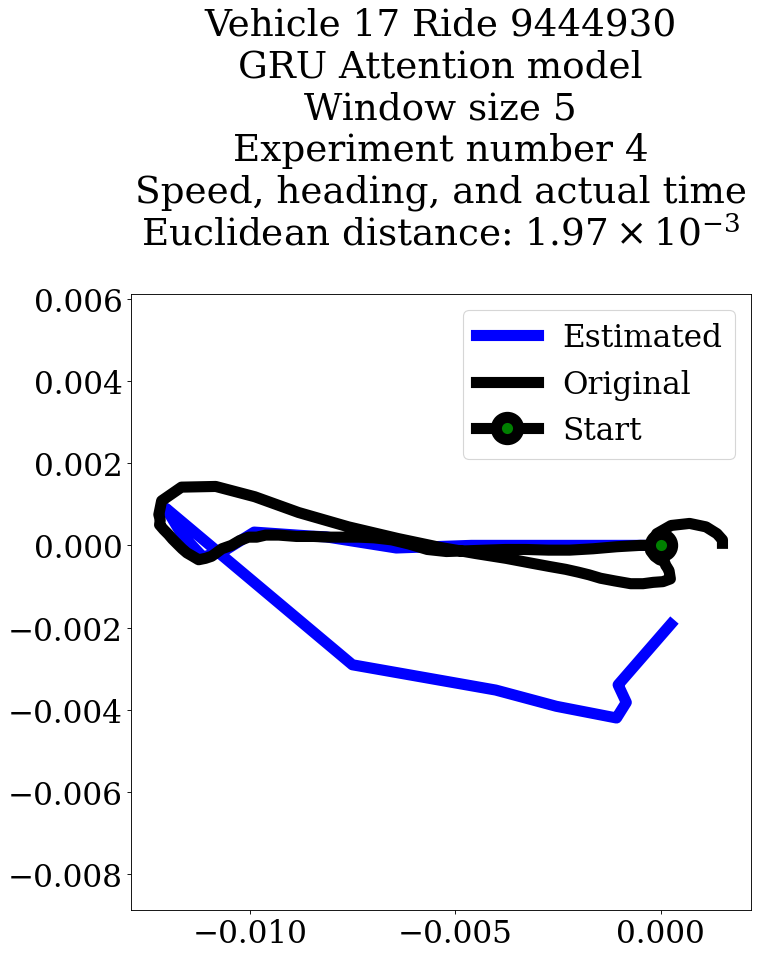 Vehicle 17 Ride 9444930
GRU Attention model
Window size 5
Experiment number 4
Speed, heading, and actual time
Euclidean distance: 1.97 × 10⁻³
0.006
0.004
0.002
0.000
−0.002
−0.004
−0.006
−0.008
Estimated
Original
Start
−0.010
−0.005
0.000